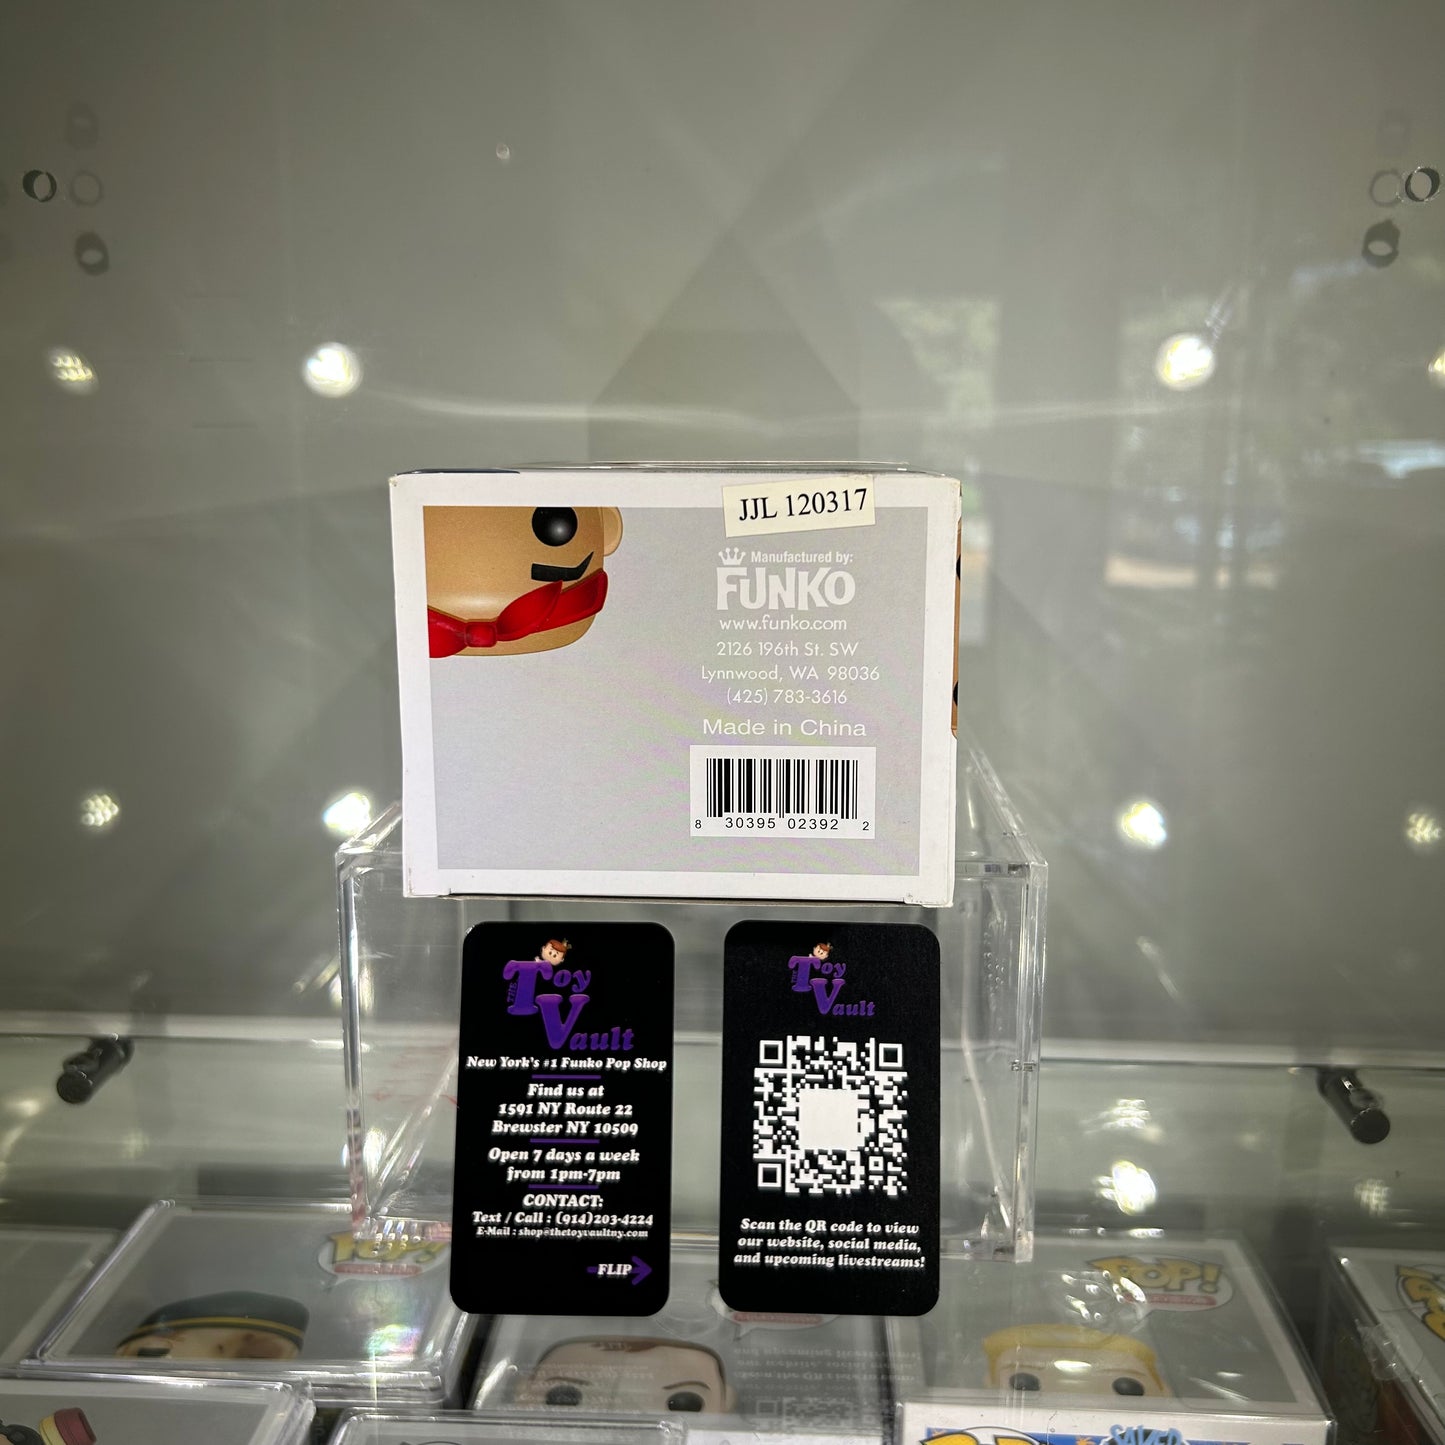 JJL 120317
Manufactured by:
FUNKO
www.funko.com
2126 196th St. SW
Lynnwood, WA 98036
(425) 783-3616
Made in China
8 30395 02392 2
THE Toy
Vault
New York's #1 Funko Pop Shop
Find us at
1591 NY Route 22
Brewster NY 10509
Open 7 days a week
from 1pm-7pm
CONTACT:
Text / Call : (914)203-4224
E-Mail : shop@thetoyvaultny.com
FLIP
THE Toy
Vault
Scan the QR code to view
our website, social media,
and upcoming livestreams!
POP!
POP!
SAVED